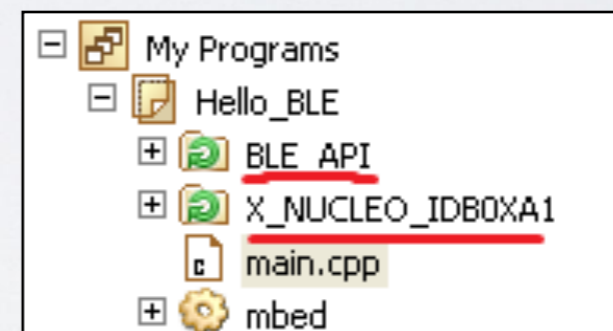 My Programs
Hello_BLE
BLE_API
X_NUCLEO_IDB0XA1
main.cpp
mbed